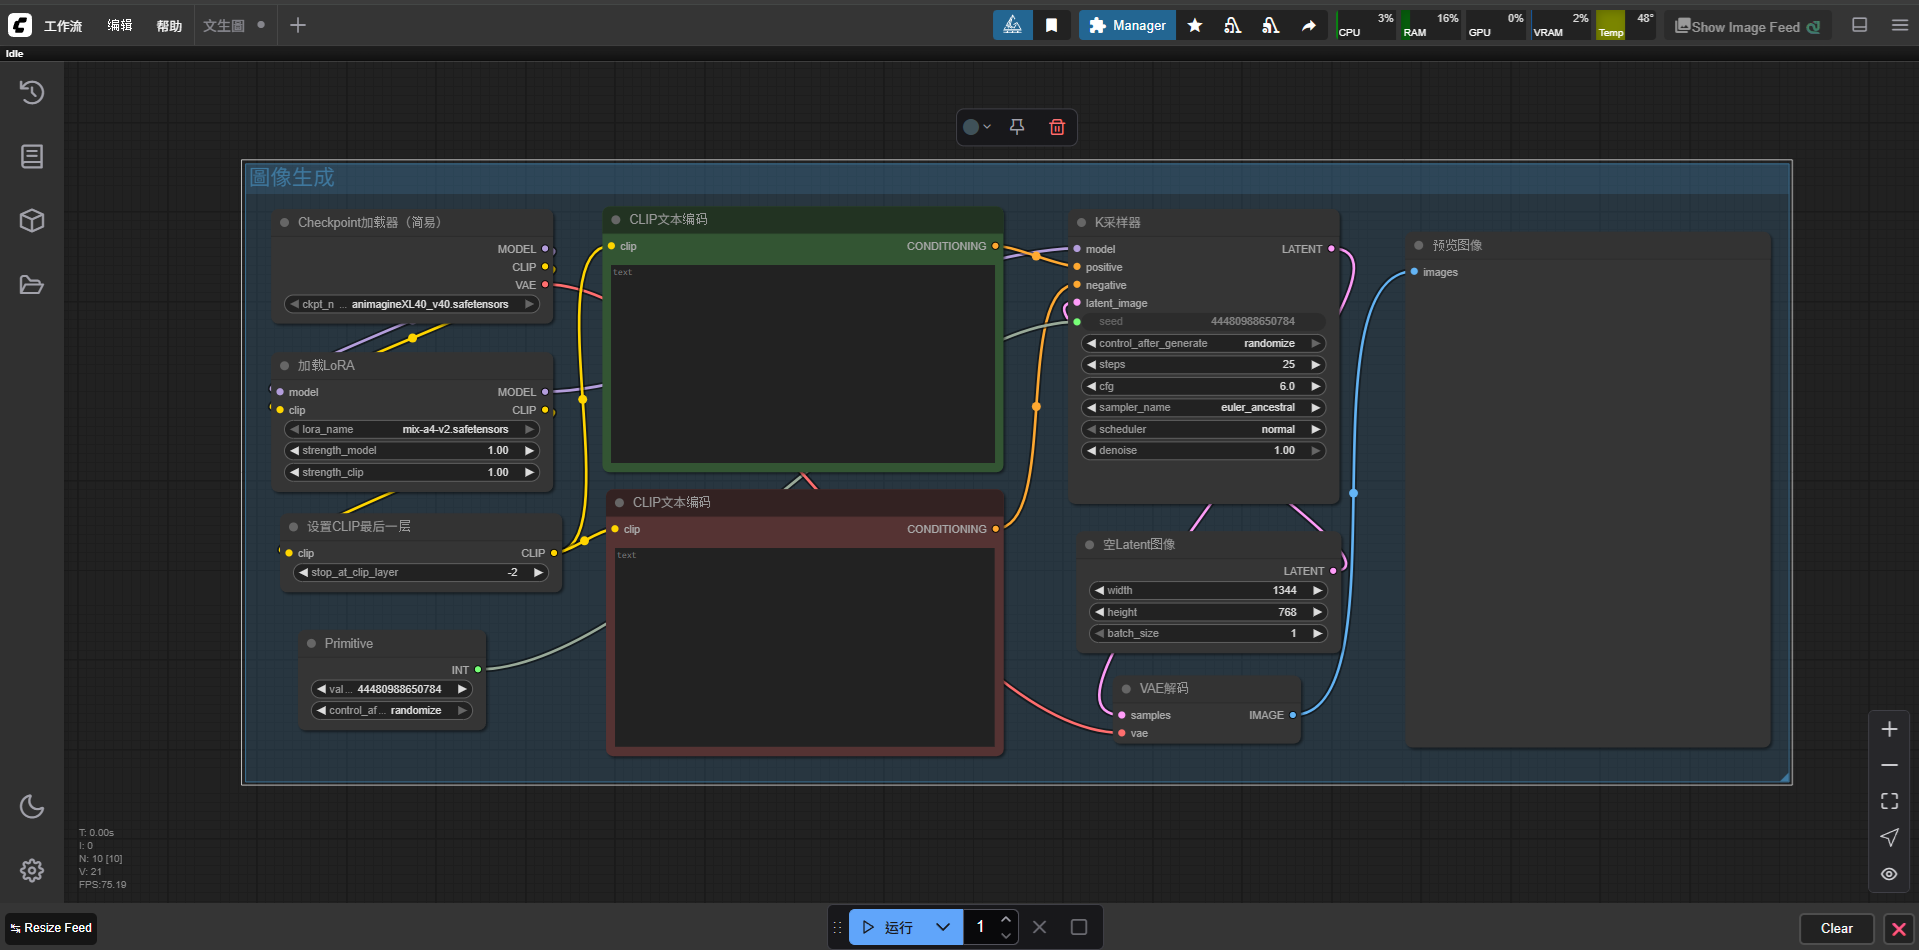 工作流 编辑 帮助 文生圖
Manager
3% CPU
16% RAM
0% GPU
2% VRAM
48° Temp
Show Image Feed
Idle
圖像生成
Checkpoint加载器（简易）
MODEL
CLIP
VAE
ckpt_n ... animagineXL40_v40.safetensors
加载LoRA
model MODEL
clip CLIP
lora_name mix-a4-v2.safetensors
strength_model 1.00
strength_clip 1.00
设置CLIP最后一层
clip CLIP
stop_at_clip_layer -2
Primitive
INT
val... 44480988650784
control_af... randomize
CLIP文本编码
clip CONDITIONING
text
CLIP文本编码
clip CONDITIONING
text
K采样器
model LATENT
positive
negative
latent_image
seed 44480988650784
control_after_generate randomize
steps 25
cfg 6.0
sampler_name euler_ancestral
scheduler normal
denoise 1.00
空Latent图像
LATENT
width 1344
height 768
batch_size 1
VAE解码
samples IMAGE
vae
预览图像
images
T: 0.00s
I: 0
N: 10 [10]
V: 21
FPS:75.19
Resize Feed
运行 1
Clear